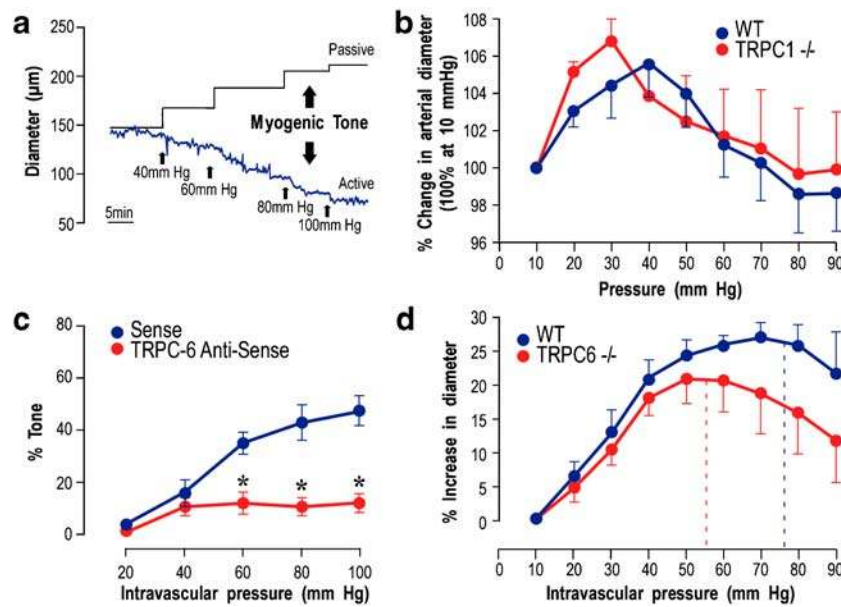 a
Diameter (µm)
250
200
150
100
50
Passive
Myogenic Tone
Active
40mm Hg
60mm Hg
80mm Hg
100mm Hg
5min
b
WT
TRPC1 -/-
% Change in arterial diameter
(100% at 10 mmHg)
108
106
104
102
100
98
96
0 10 20 30 40 50 60 70 80 90
Pressure (mm Hg)
c
Sense
TRPC-6 Anti-Sense
% Tone
80
60
40
20
0
* * *
20 40 60 80 100
Intravascular pressure (mm Hg)
d
WT
TRPC6 -/-
% Increase in diameter
30
25
20
15
10
5
0
0 10 20 30 40 50 60 70 80 90
Intravascular pressure (mm Hg)